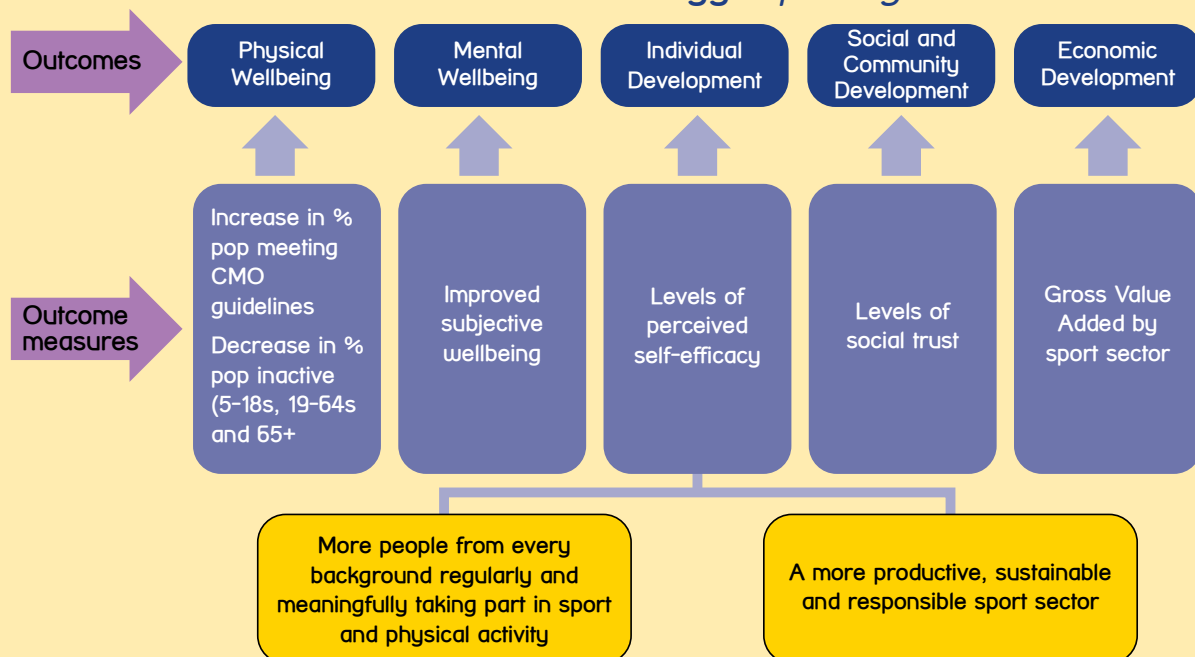 Outcomes
Physical
Wellbeing
Mental
Wellbeing
Individual
Development
Social and
Community
Development
Economic
Development
Outcome
measures
Increase in %
pop meeting
CMO
guidelines
Decrease in %
pop inactive
(5-18s, 19-64s
and 65+
Improved
subjective
wellbeing
Levels of
perceived
self-efficacy
Levels of
social trust
Gross Value
Added by
sport sector
More people from every
background regularly and
meaningfully taking part in sport
and physical activity
A more productive, sustainable
and responsible sport sector